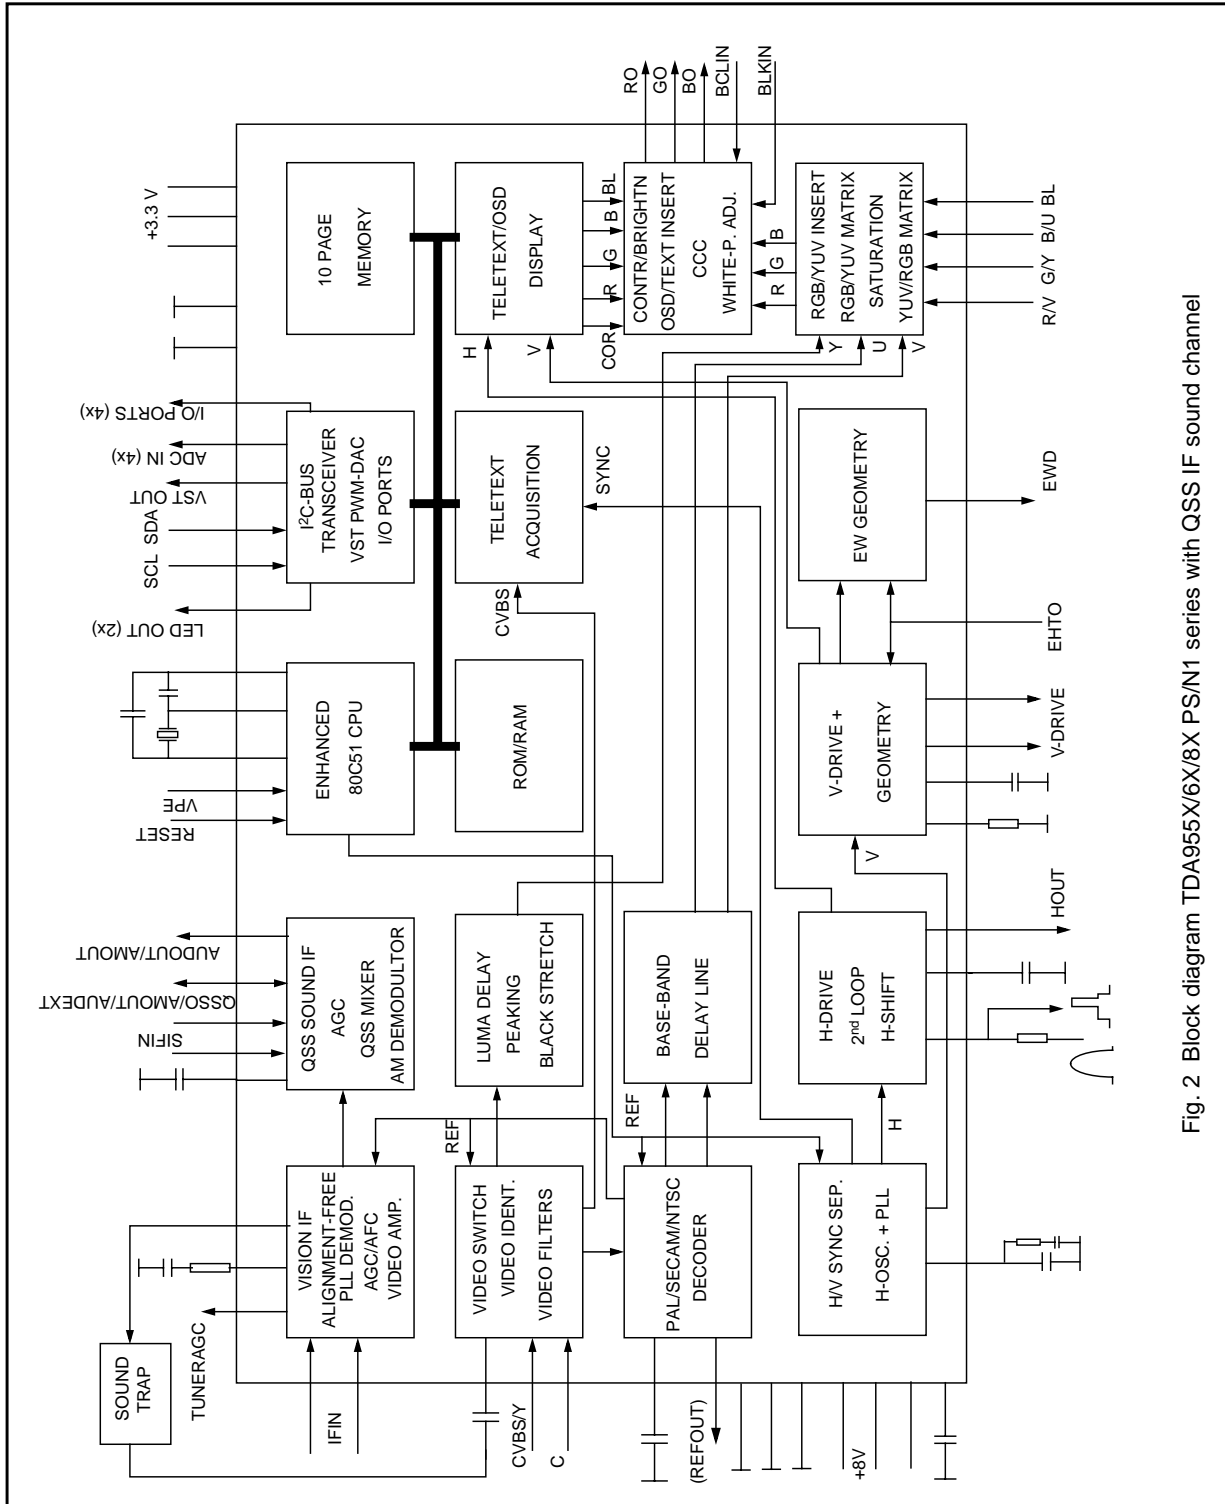 SOUND
TRAP
TUNERAGC
IFIN
VISION IF
ALIGNMENT-FREE
PLL DEMOD.
AGC/AFC
VIDEO AMP.
SIFIN
QSSO/AMOUT/AUDEXT
AUDOUT/AMOUT
QSS SOUND IF
AGC
QSS MIXER
AM DEMODULTOR
RESET
VPE
ENHANCED
80C51 CPU
LED OUT (2x)
SCL
SDA
VST OUT
ADC IN (4x)
I/O PORTS (4x)
I²C-BUS
TRANSCEIVER
VST PWM-DAC
I/O PORTS
+3.3 V
10 PAGE
MEMORY
CVBS/Y
C
REF
VIDEO SWITCH
VIDEO IDENT.
VIDEO FILTERS
LUMA DELAY
PEAKING
BLACK STRETCH
ROM/RAM
CVBS
TELETEXT
ACQUISITION
SYNC
H
V
TELETEXT/OSD
DISPLAY
COR
R
G
B
BL
(REFOUT)
REF
PAL/SECAM/NTSC
DECODER
BASE-BAND
DELAY LINE
CONTR/BRIGHTN
OSD/TEXT INSERT
CCC
WHITE-P. ADJ.
RO
GO
BO
BCLIN
BLKIN
R
G
B
+8V
H/V SYNC SEP.
H-OSC. + PLL
H
H-DRIVE
2nd LOOP
H-SHIFT
HOUT
V
V-DRIVE +
GEOMETRY
V-DRIVE
EHTO
EW GEOMETRY
EWD
Y
U
V
RGB/YUV INSERT
RGB/YUV MATRIX
SATURATION
YUV/RGB MATRIX
R/V
G/Y
B/U
BL
Fig. 2 Block diagram TDA955X/6X/8X PS/N1 series with QSS IF sound channel